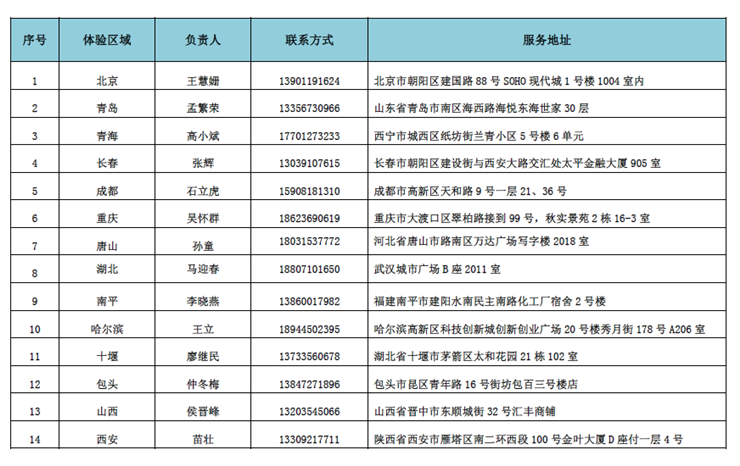 序号 体验区域 负责人 联系方式 服务地址
1 北京 王慧姗 13901191624 北京市朝阳区建国路 88 号 SOHO 现代城 1 号楼 1004 室内
2 青岛 孟繁荣 13356730966 山东省青岛市南区海西路海悦东海世家 30 层
3 青海 高小斌 17701273233 西宁市城西区纸坊街兰青小区 5 号楼 6 单元
4 长春 张辉 13039107615 长春市朝阳区建设街与西安大路交汇处太平金融大厦 905 室
5 成都 石立虎 15908181310 成都市高新区天和路 9 号一层 21、36 号
6 重庆 吴怀群 18623690619 重庆市大渡口区翠柏路接到 99 号，秋实景苑 2 栋 16-3 室
7 唐山 孙童 18031537772 河北省唐山市路南区万达广场写字楼 2018 室
8 湖北 马迎春 18807101650 武汉城市广场 B 座 2011 室
9 南平 李晓燕 13860017982 福建南平市建阳水南民主南路化工厂宿舍 2 号楼
10 哈尔滨 王立 18944502395 哈尔滨高新区科技创新城创新创业广场 20 号楼秀月街 178 号 A206 室
11 十堰 廖继民 13733560678 湖北省十堰市茅箭区太和花园 21 栋 102 室
12 包头 仲冬梅 13847271896 包头市昆区青年路 16 号街坊包百三号楼店
13 山西 侯晋峰 13203545066 山西省晋中市东顺城街 32 号汇丰商铺
14 西安 苗壮 13309217711 陕西省西安市雁塔区南二环西段 100 号金叶大厦 D 座付一层 4 号